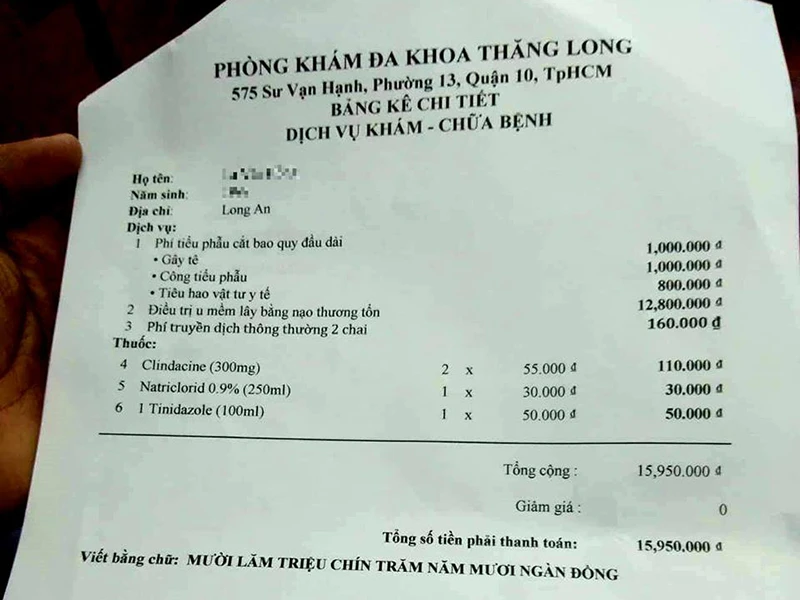 PHÒNG KHÁM ĐA KHOA THĂNG LONG
575 Sư Vạn Hạnh, Phường 13, Quận 10, TpHCM
BẢNG KÊ CHI TIẾT
DỊCH VỤ KHÁM - CHỮA BỆNH
Họ tên:
Năm sinh:
Địa chỉ: Long An
Dịch vụ:
1 Phí tiểu phẫu cắt bao quy đầu dài 1,000.000 đ
• Gây tê 1,000.000 đ
• Công tiểu phẫu 800.000 đ
• Tiêu hao vật tư y tế
2 Điều trị u mềm lây bằng nạo thương tổn 12,800.000 đ
3 Phí truyền dịch thông thường 2 chai 160.000 đ
Thuốc:
4 Clindacine (300mg) 2 x 55.000 đ 110.000 đ
5 Natriclorid 0.9% (250ml) 1 x 30.000 đ 30.000 đ
6 1 Tinidazole (100ml) 1 x 50.000 đ 50.000 đ
Tổng cộng : 15,950.000 đ
Giảm giá : 0
Tổng số tiền phải thanh toán: 15,950.000 đ
Viết bằng chữ: MƯỜI LĂM TRIỆU CHÍN TRĂM NĂM MƯƠI NGÀN ĐỒNG